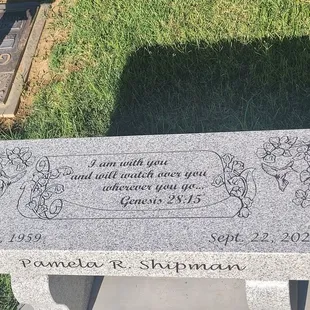 I am with you
and will watch over you
wherever you go...
Genesis 28:15
, 1959
Sept. 22, 202
Pamela R. Shipman